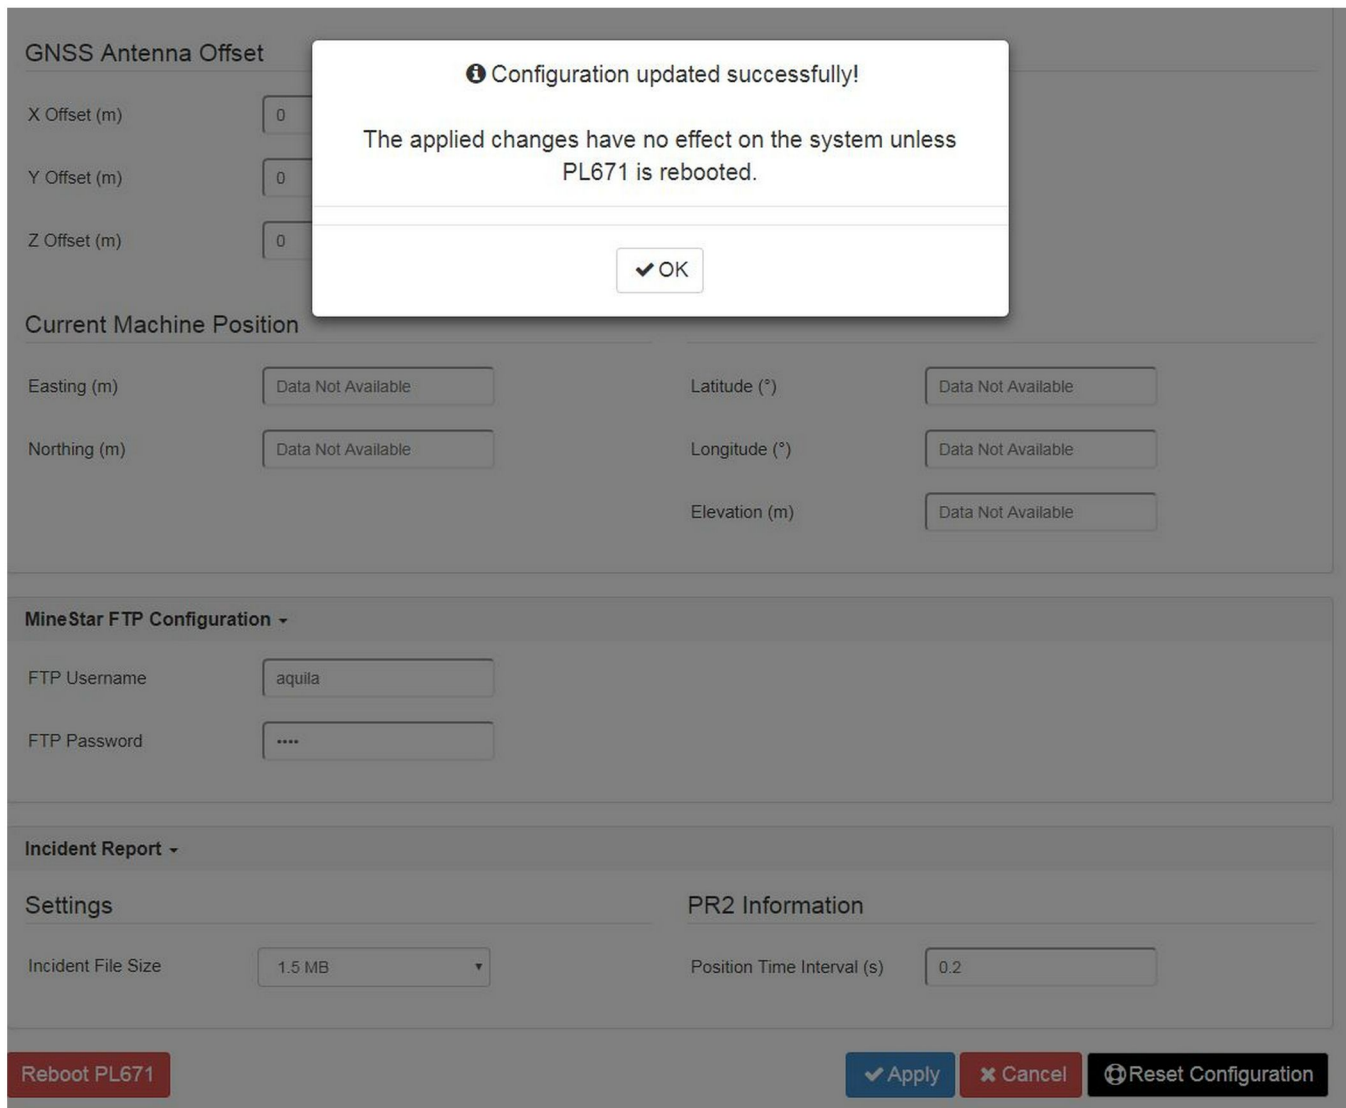 GNSS Antenna Offset
Configuration updated successfully!
The applied changes have no effect on the system unless
PL671 is rebooted.
OK
X Offset (m) 0
Y Offset (m) 0
Z Offset (m) 0
Current Machine Position
Easting (m) Data Not Available Latitude (°) Data Not Available
Northing (m) Data Not Available Longitude (°) Data Not Available
Elevation (m) Data Not Available
MineStar FTP Configuration
FTP Username aquila
FTP Password ••••
Incident Report
Settings PR2 Information
Incident File Size 1.5 MB Position Time Interval (s) 0.2
Reboot PL671 Apply Cancel Reset Configuration